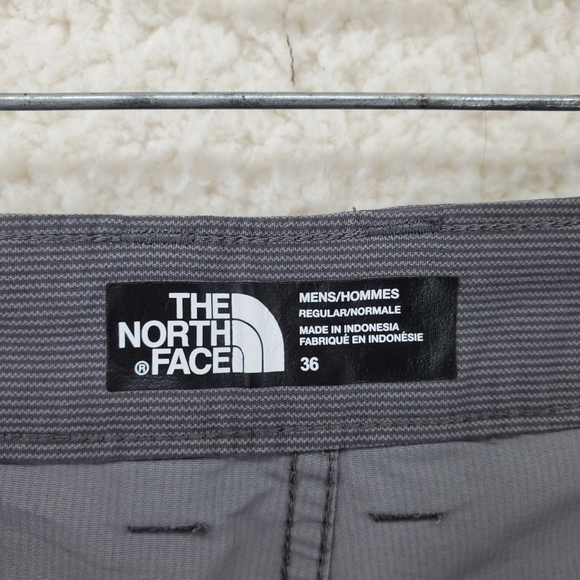 THE
NORTH
® FACE
MENS/HOMMES
REGULAR/NORMALE
MADE IN INDONESIA
FABRIQUÉ EN INDONÉSIE
36